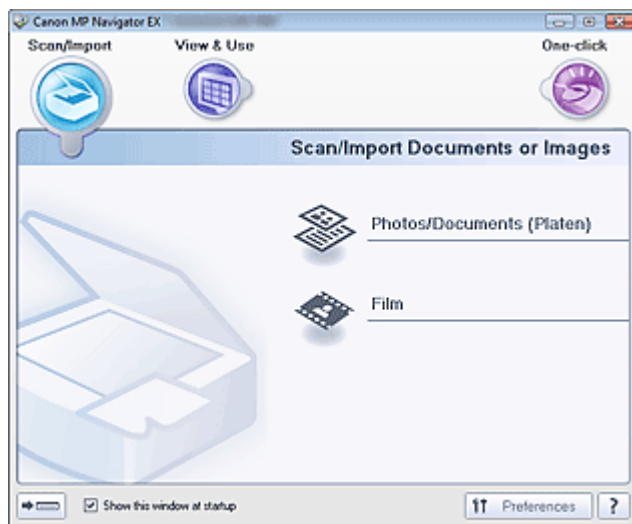 Canon MP Navigator EX
Scan/Import View & Use One-click
Scan/Import Documents or Images
Photos/Documents (Platen)
Film
Show this window at startup Preferences ?